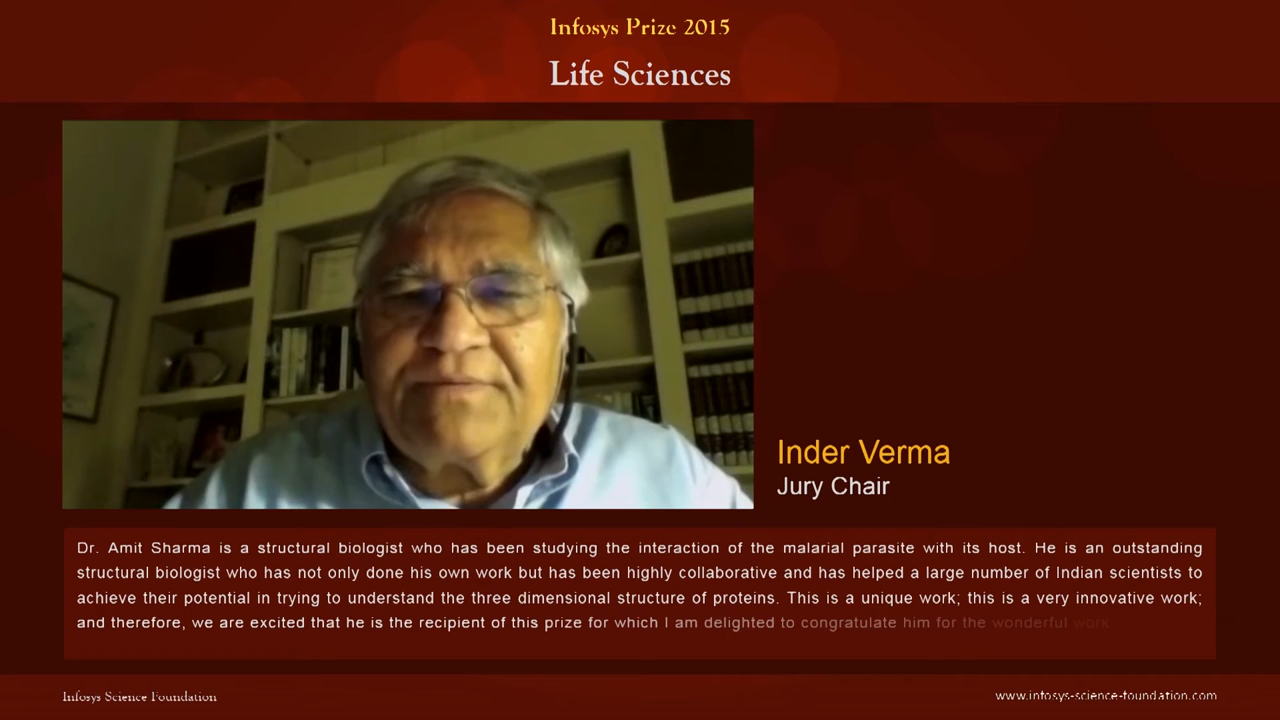 Infosys Prize 2015
Life Sciences
Inder Verma
Jury Chair
Dr. Amit Sharma is a structural biologist who has been studying the interaction of the malarial parasite with its host. He is an outstanding
structural biologist who has not only done his own work but has been highly collaborative and has helped a large number of Indian scientists to
achieve their potential in trying to understand the three dimensional structure of proteins. This is a unique work; this is a very innovative work;
and therefore, we are excited that he is the recipient of this prize for which I am delighted to congratulate him for the wonderful work
Infosys Science Foundation
www.infosys-science-foundation.com